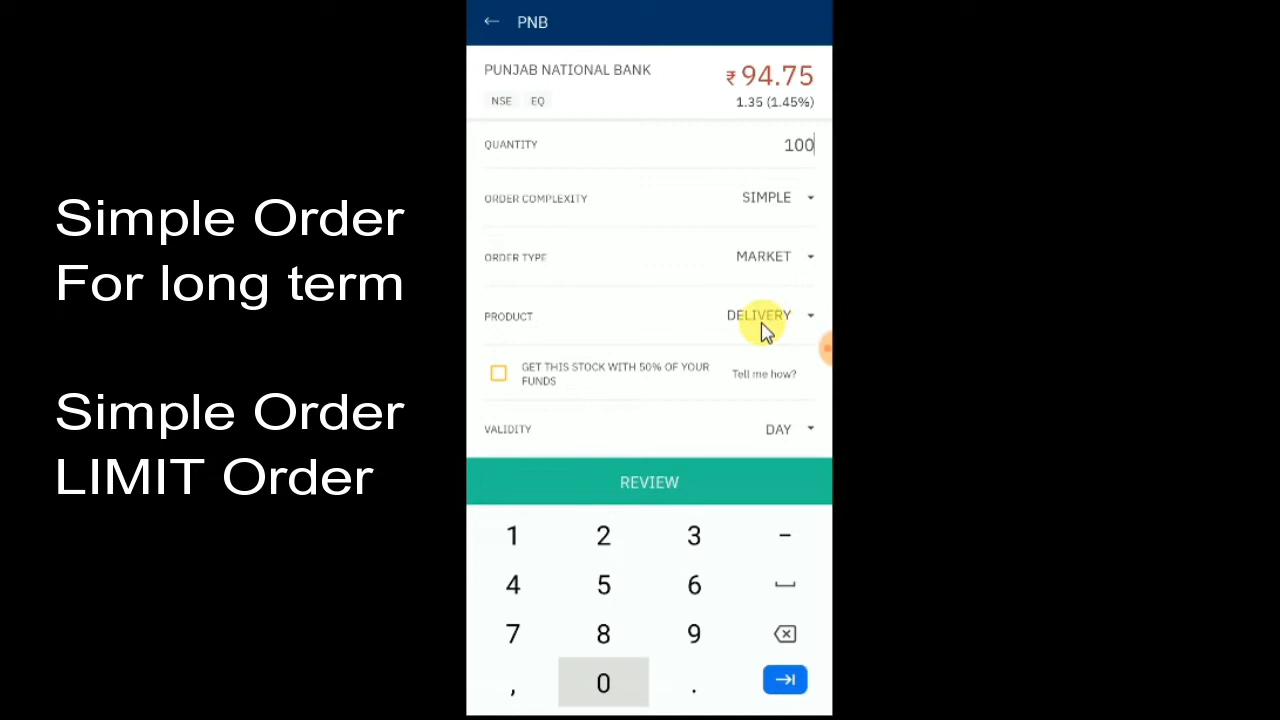 Simple Order
For long term
Simple Order
LIMIT Order
← PNB
PUNJAB NATIONAL BANK
₹ 94.75
NSE EQ
1.35 (1.45%)
QUANTITY 100
ORDER COMPLEXITY SIMPLE
ORDER TYPE MARKET
PRODUCT DELIVERY
GET THIS STOCK WITH 50% OF YOUR
FUNDS
Tell me how?
VALIDITY DAY
REVIEW
1 2 3 -
4 5 6
7 8 9
, 0 .